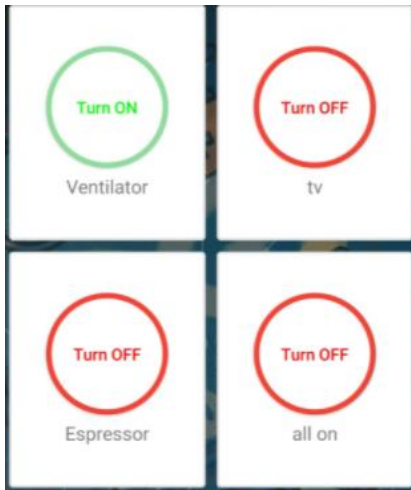 Turn ON
Ventilator
Turn OFF
tv
Turn OFF
Espressor
Turn OFF
all on